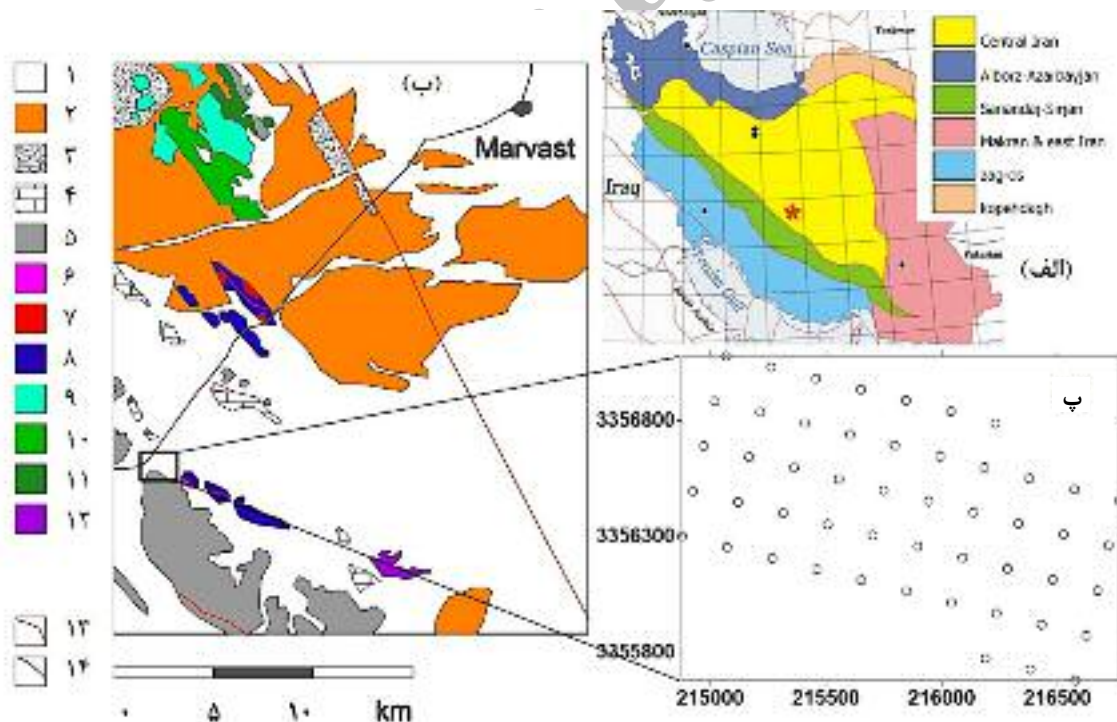 Caspian Sea
Central Iran
Alborz-Azarbayjan
Sanandaj-Sirjan
Makran & east Iran
zagros
kopehdagh
Iraq
(الف)
(ب)
Marvast
۱
۲
۳
۴
۵
۶
۷
۸
۹
۱۰
۱۱
۱۲
۱۳
۱۴
۰ ۵ ۱۰ km
پ
3356800
3356300
3355800
215000 215500 216000 216500